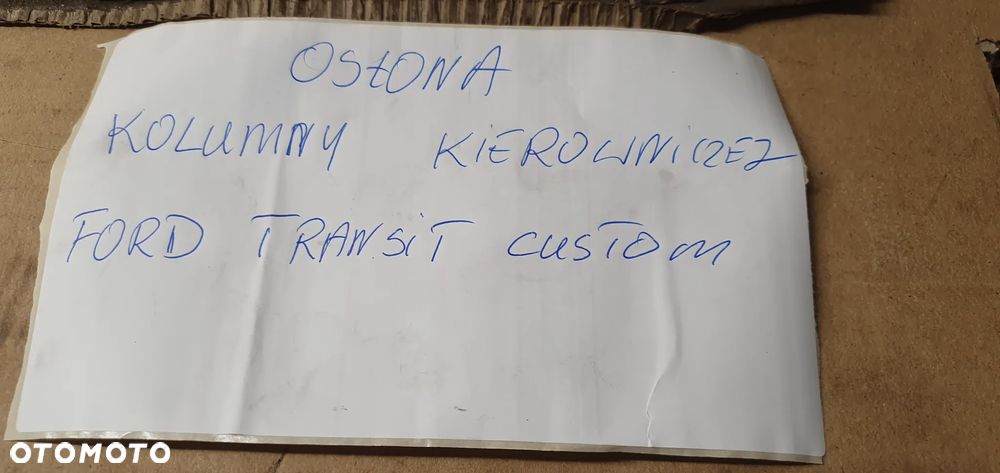 OSŁONA
KOLUMNY KIEROWNICZEJ
FORD TRANSiT CUSTOM
OTOMOTO